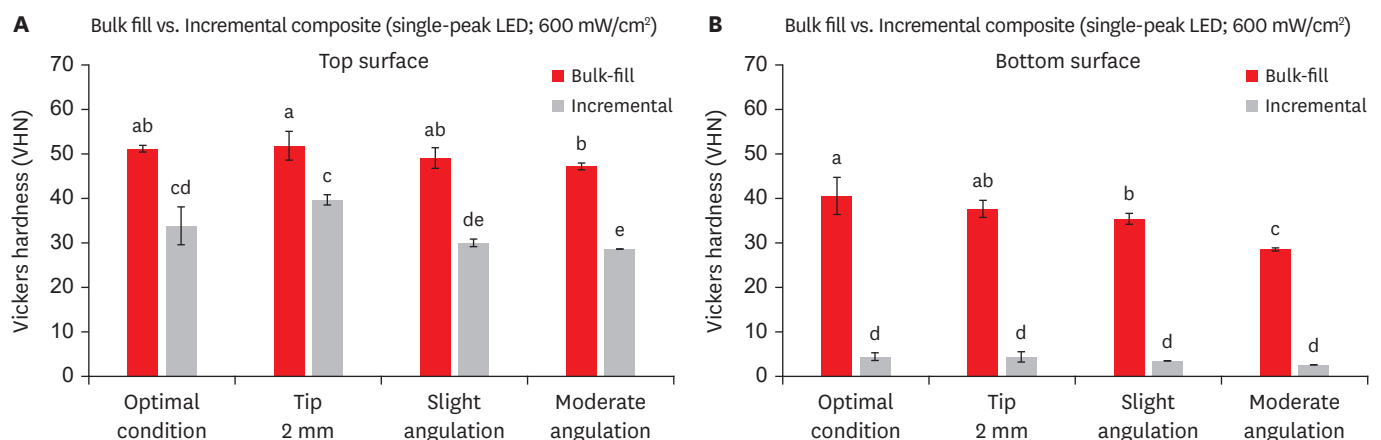 A Bulk fill vs. Incremental composite (single-peak LED; 600 mW/cm²)
Top surface
Bulk-fill
Incremental
Vickers hardness (VHN)
70
60
50
40
30
20
10
0
ab
cd
a
c
ab
de
b
e
Optimal condition
Tip 2 mm
Slight angulation
Moderate angulation
B Bulk fill vs. Incremental composite (single-peak LED; 600 mW/cm²)
Bottom surface
Bulk-fill
Incremental
Vickers hardness (VHN)
70
60
50
40
30
20
10
0
a
d
ab
d
b
d
c
d
Optimal condition
Tip 2 mm
Slight angulation
Moderate angulation